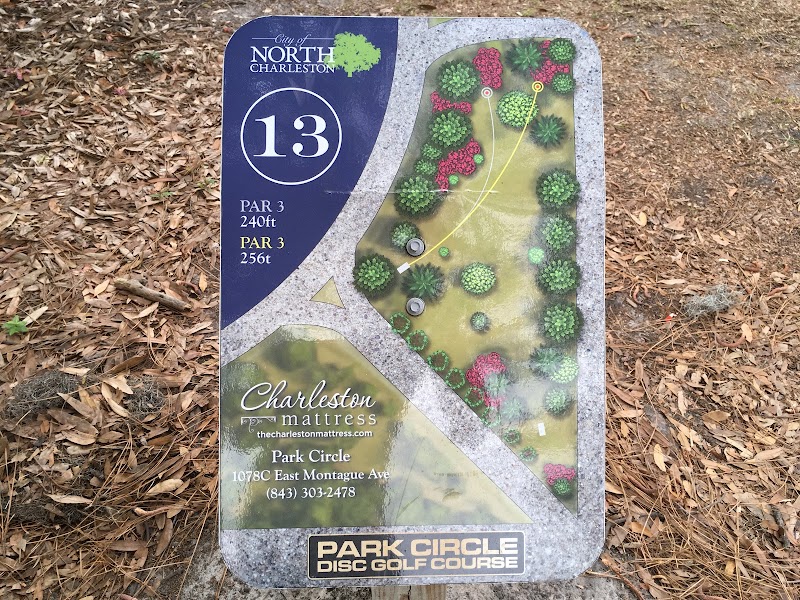 City of
NORTH
CHARLESTON
13
PAR 3
240ft
PAR 3
256t
Charleston
mattress
thecharlestonmattress.com
Park Circle
1078C East Montague Ave
(843) 303-2478
PARK CIRCLE
DISC GOLF COURSE